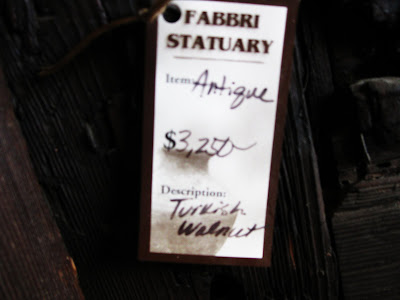 FABBRI
STATUARY
Item: Antique
$3,250
Description:
Turkish
Walnut